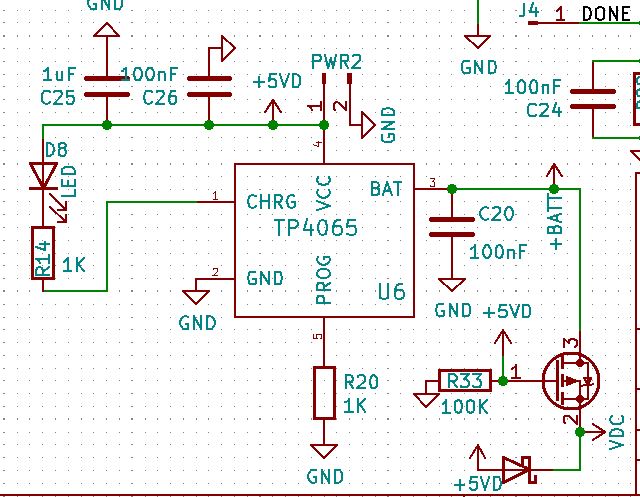 GND
J4
1
DONE
PWR2
GND
1uF
C25
100nF
C26
+5VD
1
2
GND
100nF
C24
D8
LED
4
1
CHRG
VCC
BAT
3
TP4065
C20
100nF
+BATT
R14
1K
2
GND
PROG
U6
GND
GND
+5VD
5
3
R20
1K
R33
100K
1
2
VDC
GND
+5VD